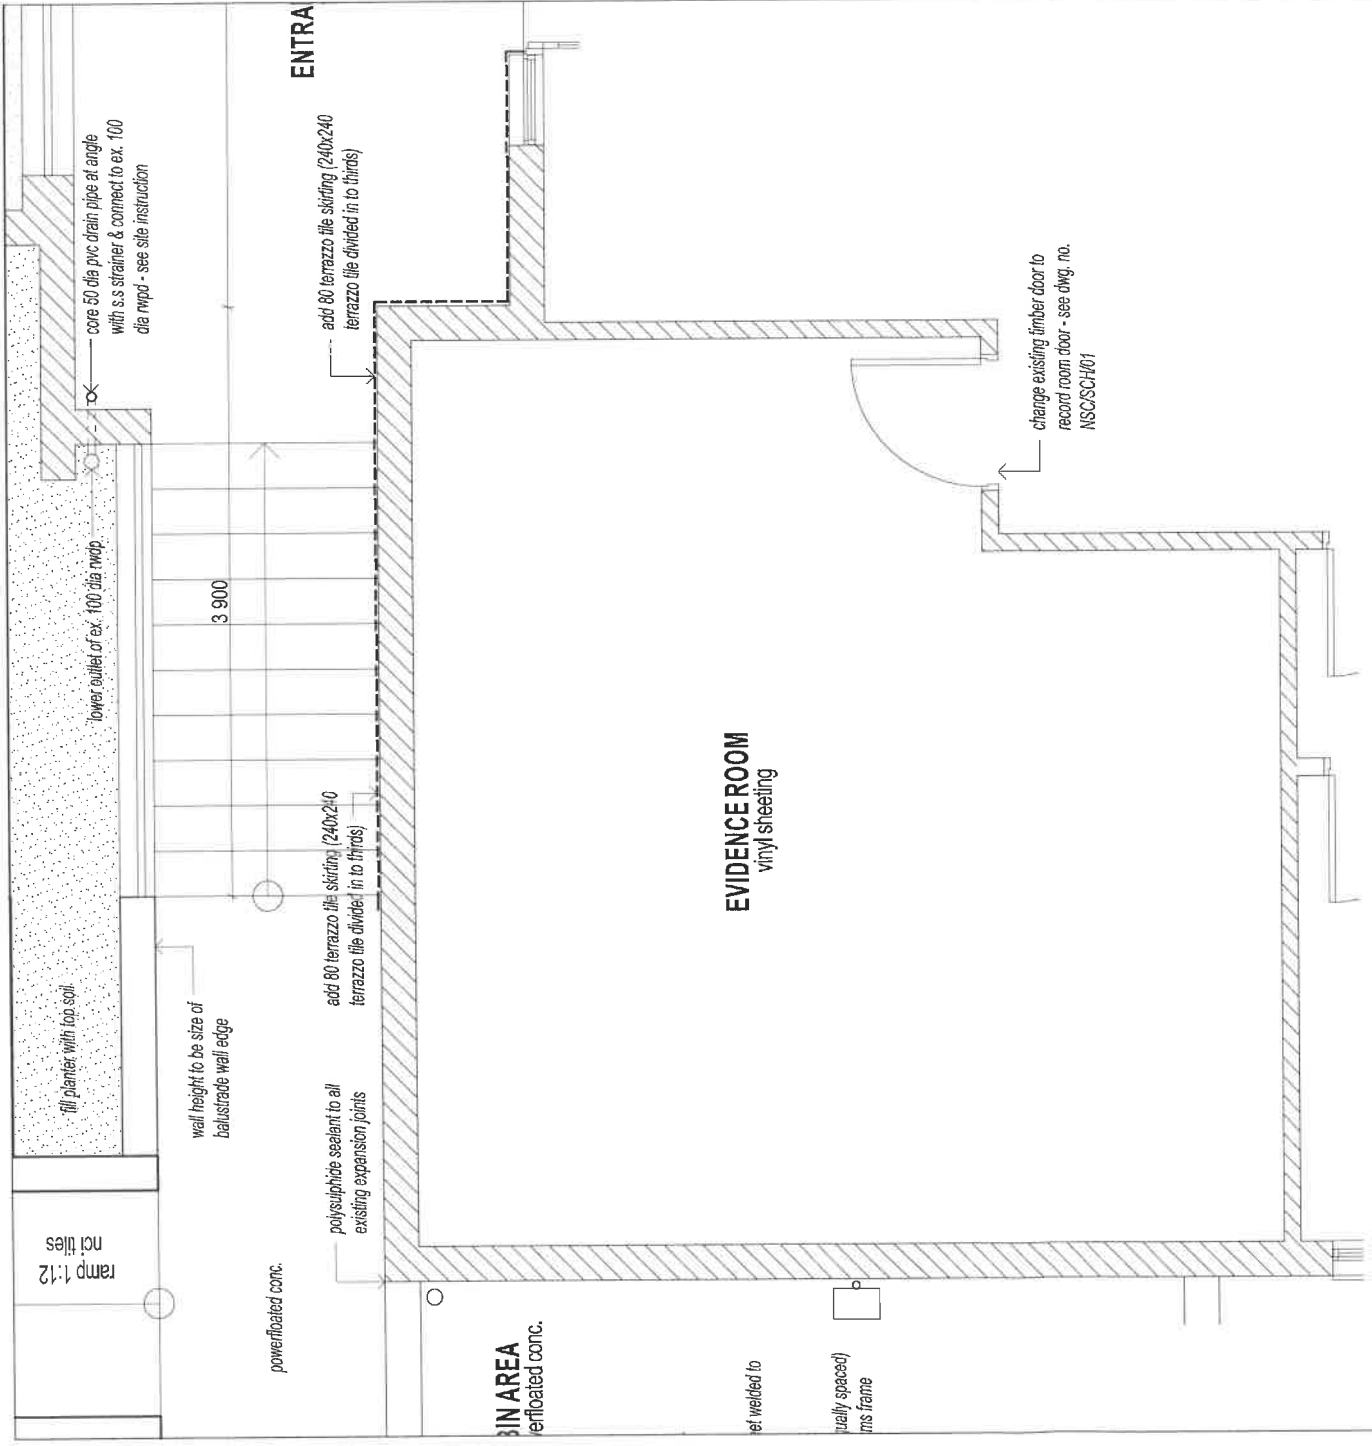 ENTRA
core 50 dia pvc drain pipe at angle
with s.s strainer & connect to ex. 100
dia rwpd - see site instruction
add 80 terrazzo tile skirting (240x240
terrazzo tile divided in to thirds)
change existing timber door to
record room door - see dwg. no.
NSC/SCH/01
lower outlet of ex. 100 dia rwdp
3 900
add 80 terrazzo tile skirting (240x240
terrazzo tile divided in to thirds)
EVIDENCE ROOM
vinyl sheeting
fill planter with top soil
wall height to be size of
balustrade wall edge
polysulphide sealant to all
existing expansion joints
ramp 1:12
nci tiles
powerfloated conc.
BIN AREA
erfloated conc.
et welded to
ually spaced)
ms frame